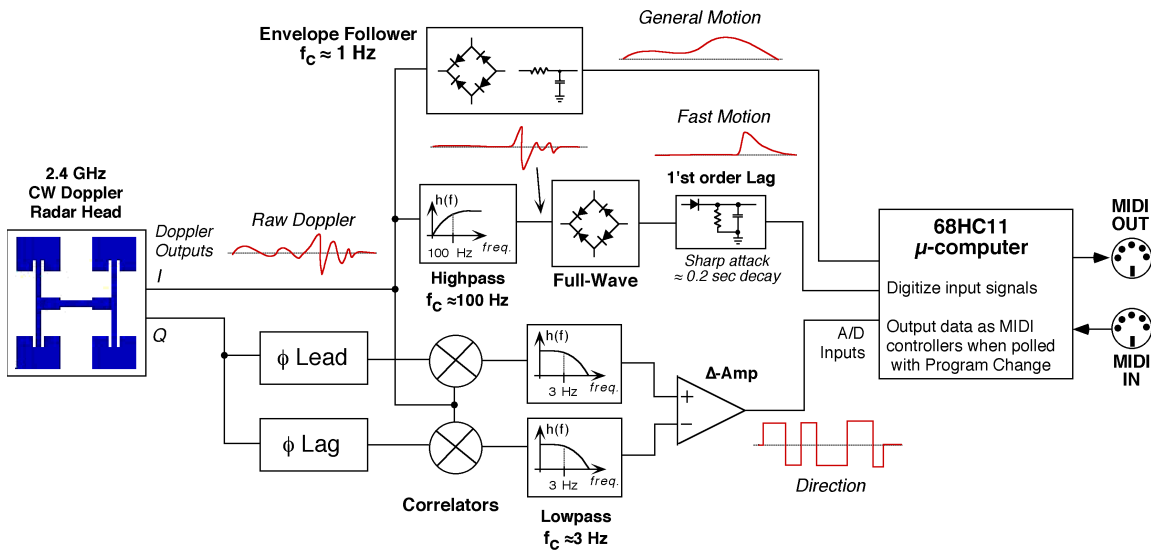 General Motion
Envelope Follower
fC ≈ 1 Hz
Fast Motion
1'st order Lag
2.4 GHz
CW Doppler
Radar Head
Doppler
Outputs
Raw Doppler
I
Q
h(f)
100 Hz
freq.
Highpass
fC ≈100 Hz
Full-Wave
Sharp attack
≈ 0.2 sec decay
68HC11
µ-computer
Digitize input signals
Output data as MIDI
controllers when polled
with Program Change
MIDI
OUT
MIDI
IN
A/D
Inputs
ϕ Lead
ϕ Lag
h(f)
3 Hz
freq.
h(f)
3 Hz
freq.
Δ-Amp
+
−
Correlators
Lowpass
fC ≈3 Hz
Direction